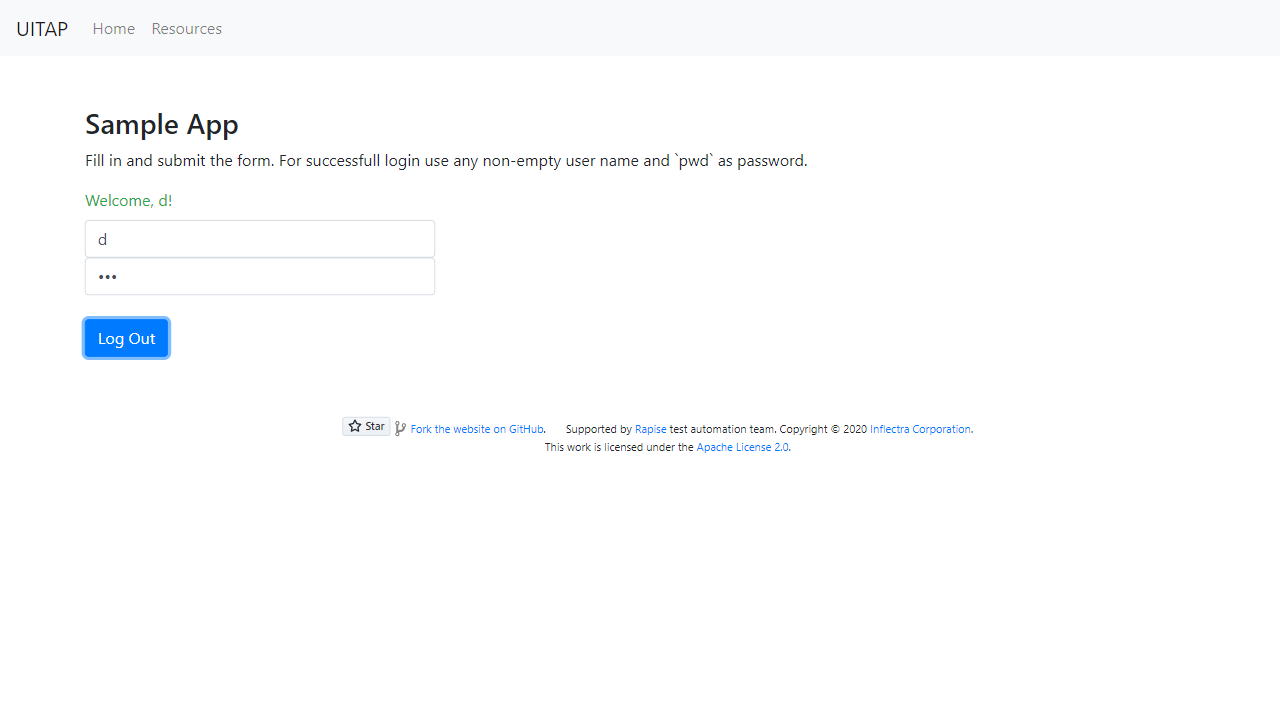 UITAP Home Resources
Sample App
Fill in and submit the form. For successfull login use any non-empty user name and `pwd` as password.
Welcome, d!
d
•••
Log Out
Star Fork the website on GitHub. Supported by Rapise test automation team. Copyright © 2020 Inflectra Corporation.
This work is licensed under the Apache License 2.0.